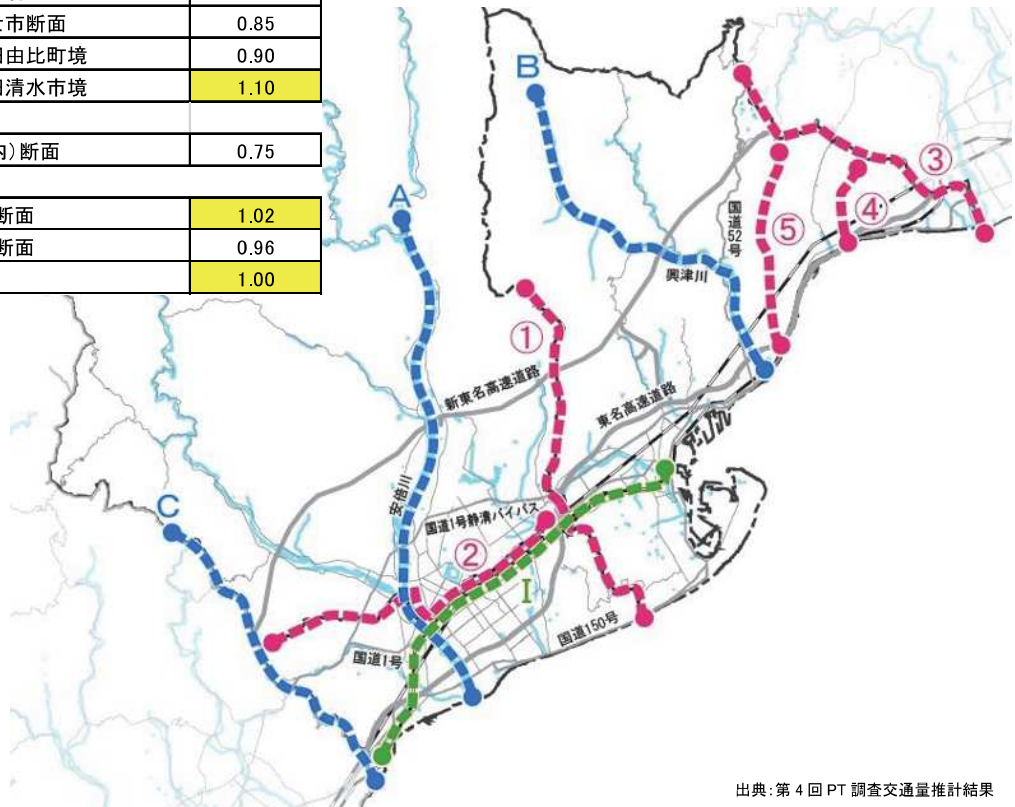 市断面 0.85
由比町境 0.90
清水市境 1.10
内)断面 0.75
断面 1.02
断面 0.96
1.00
A
B
C
①
②
③
④
⑤
I
国道52号
興津川
新東名高速道路
東名高速道路
安倍川
国道1号静清バイパス
国道1号
国道150号
出典:第4回PT調査交通量推計結果